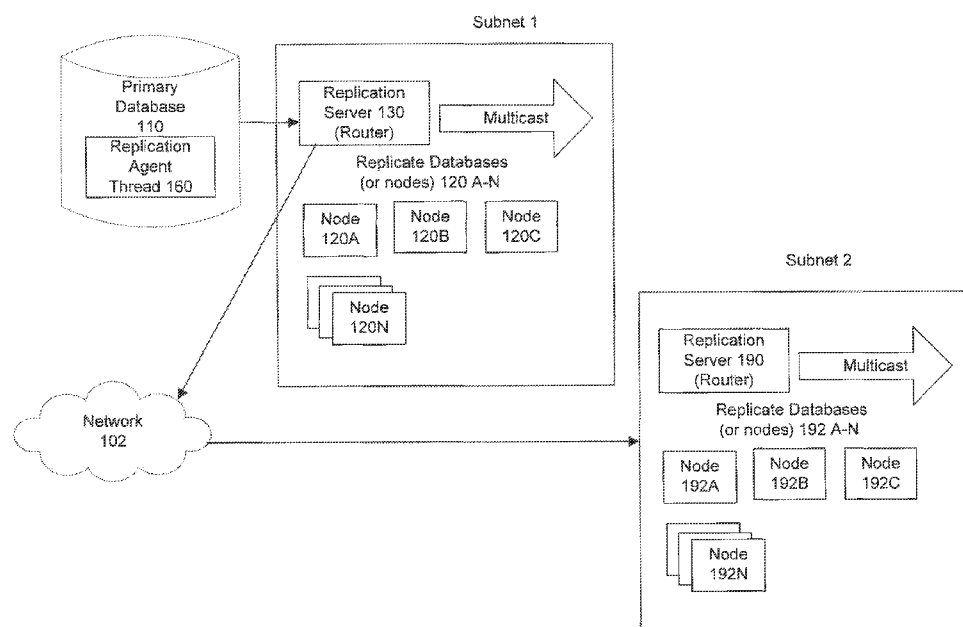 Subnet 1
Primary
Database
110
Replication
Agent
Thread 160
Replication
Server 130
(Router)
Multicast
Replicate Databases
(or nodes) 120 A-N
Node
120A
Node
120B
Node
120C
Node
120N
Subnet 2
Replication
Server 190
(Router)
Multicast
Replicate Databases
(or nodes) 192 A-N
Node
192A
Node
192B
Node
192C
Node
192N
Network
102